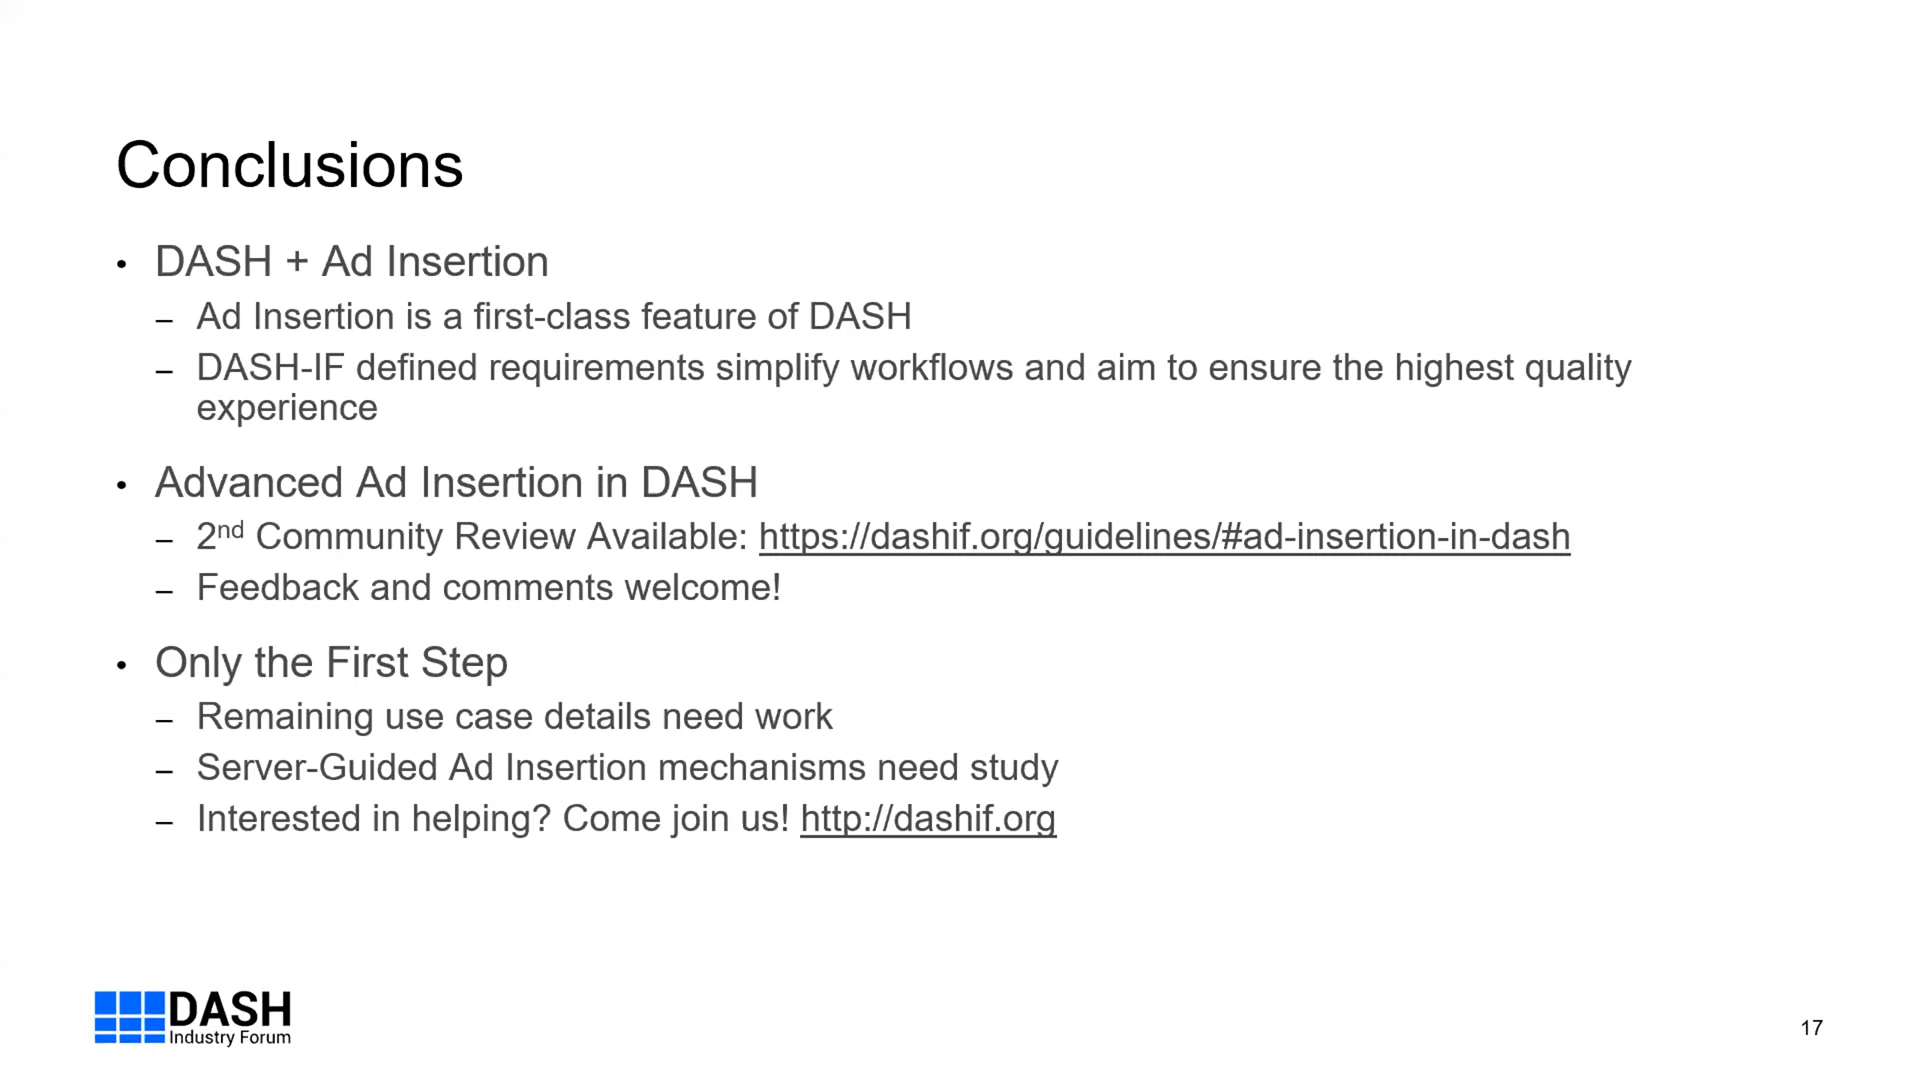 Conclusions
• DASH + Ad Insertion
– Ad Insertion is a first-class feature of DASH
– DASH-IF defined requirements simplify workflows and aim to ensure the highest quality
experience
• Advanced Ad Insertion in DASH
– 2nd Community Review Available: https://dashif.org/guidelines/#ad-insertion-in-dash
– Feedback and comments welcome!
• Only the First Step
– Remaining use case details need work
– Server-Guided Ad Insertion mechanisms need study
– Interested in helping? Come join us! http://dashif.org
DASH
Industry Forum
17